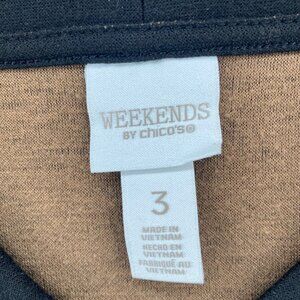 WEEKENDS
BY chico's®
3
MADE IN
VIETNAM
HECHO EN
VIETNAM
FABRIQUÉ AU
VIETNAM